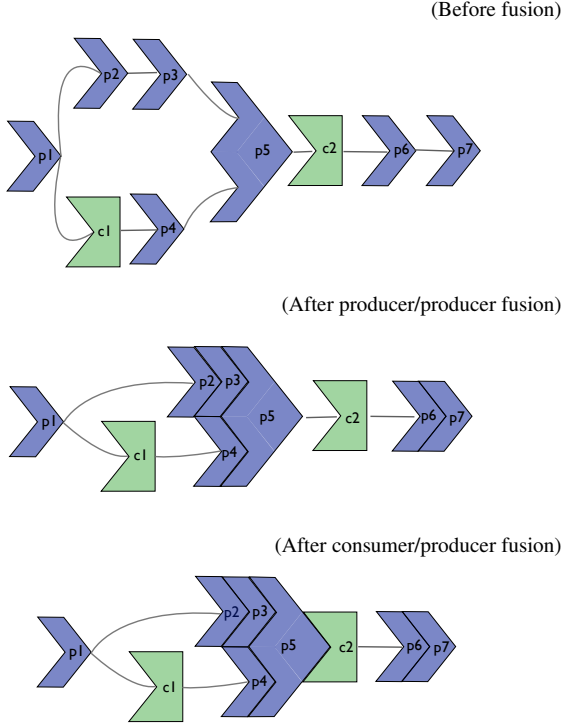 (Before fusion)
p2 p3
p1 p5 c2 p6 p7
c1 p4
(After producer/producer fusion)
p2 p3
p1 p5 c2 p6 p7
c1 p4
(After consumer/producer fusion)
p2 p3
p1 p5 c2 p6 p7
c1 p4